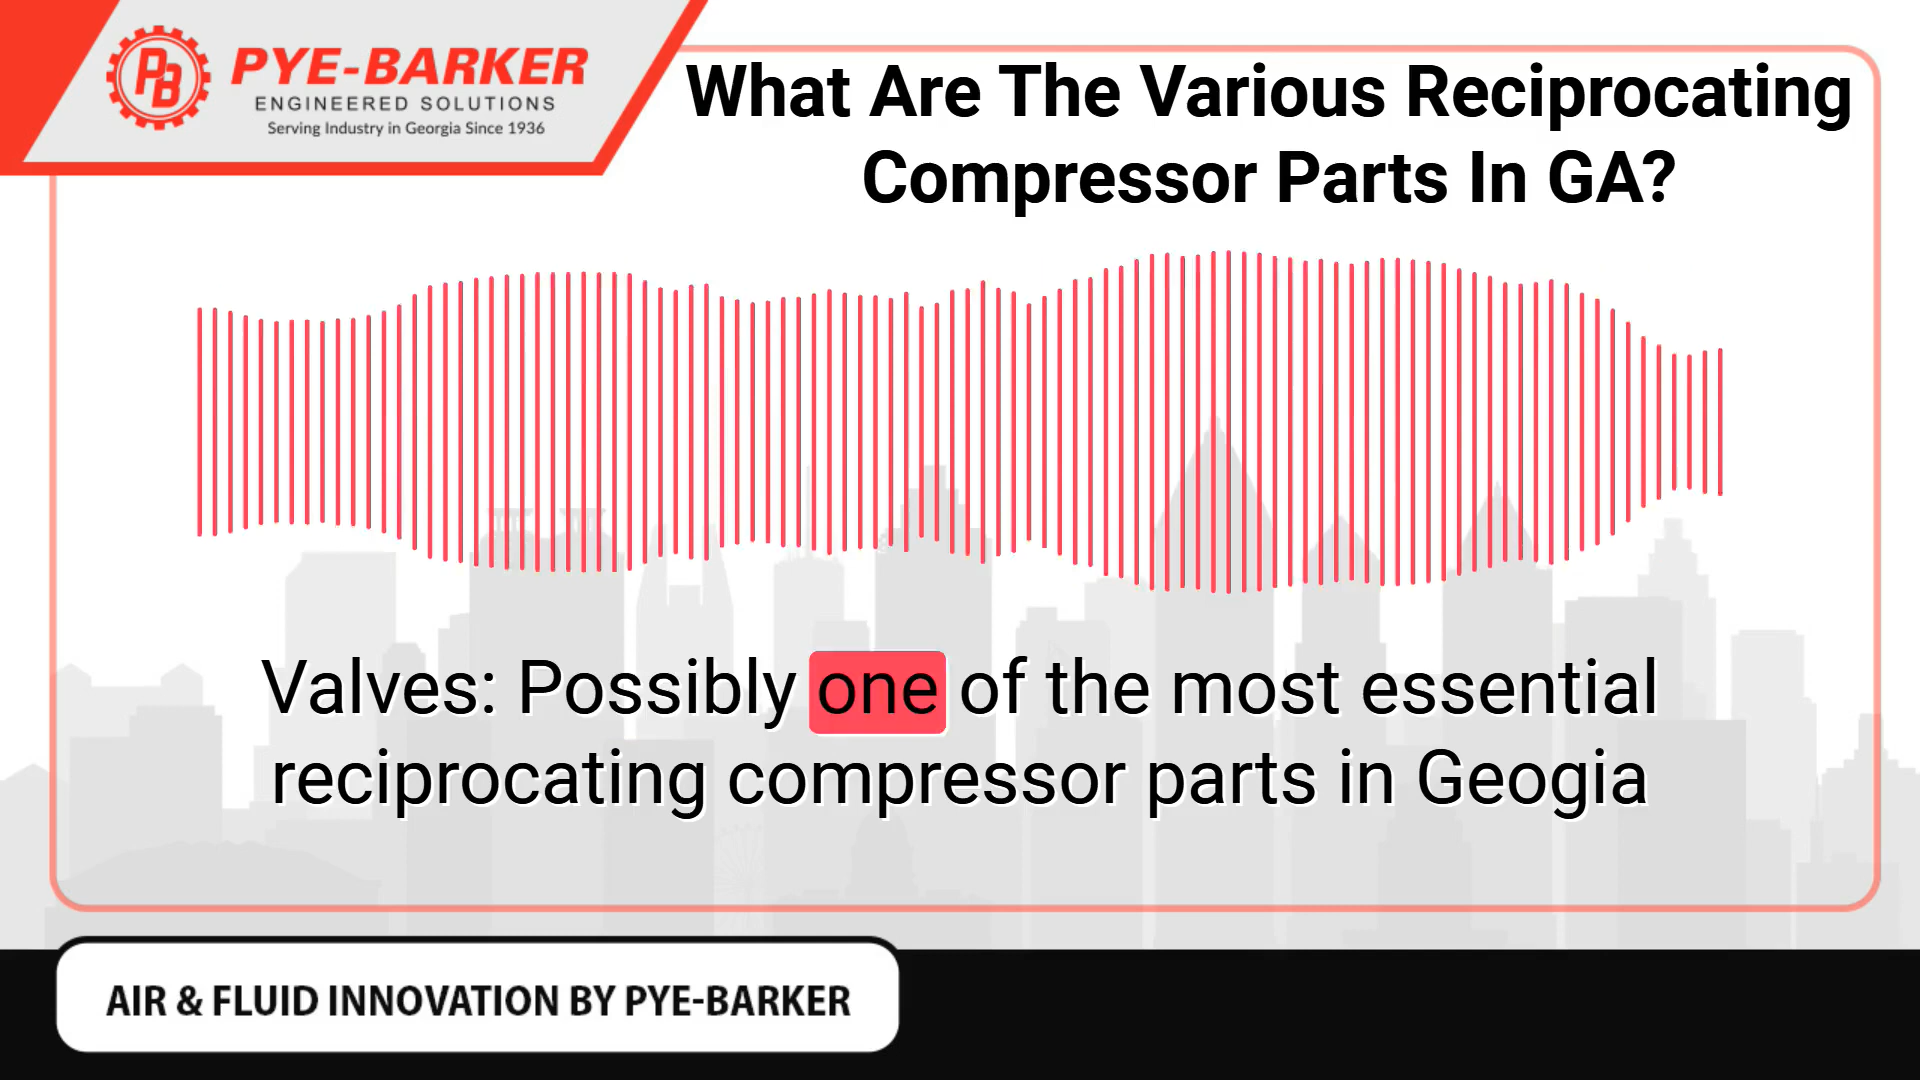 PB
PYE-BARKER
ENGINEERED SOLUTIONS
Serving Industry in Georgia Since 1936
What Are The Various Reciprocating
Compressor Parts In GA?
Valves: Possibly one of the most essential
reciprocating compressor parts in Geogia
AIR & FLUID INNOVATION BY PYE-BARKER